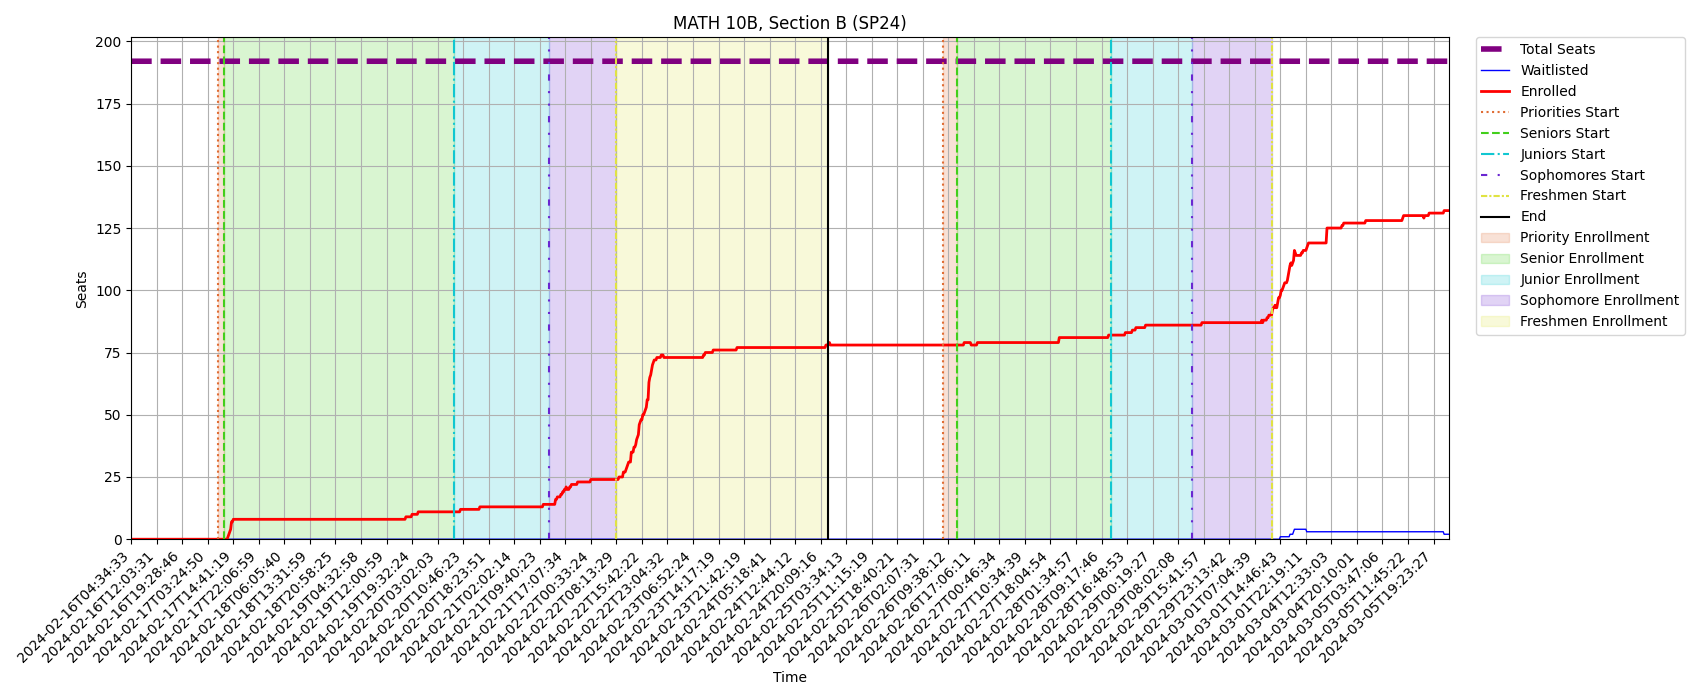 MATH 10B, Section B (SP24)
Seats
200
175
150
125
100
75
50
25
0
2024-02-16T04:34:33
2024-02-16T12:03:31
2024-02-16T19:28:46
2024-02-17T03:24:50
2024-02-17T14:41:19
2024-02-17T22:06:59
2024-02-18T06:05:40
2024-02-18T13:31:59
2024-02-18T20:58:25
2024-02-19T04:32:58
2024-02-19T12:00:59
2024-02-19T19:32:24
2024-02-20T03:02:03
2024-02-20T10:46:23
2024-02-20T18:23:51
2024-02-21T02:02:14
2024-02-21T09:40:23
2024-02-21T17:07:34
2024-02-22T00:33:24
2024-02-22T08:13:29
2024-02-22T15:42:22
2024-02-22T23:04:32
2024-02-23T06:52:24
2024-02-23T14:17:19
2024-02-23T21:42:19
2024-02-24T05:18:41
2024-02-24T12:44:12
2024-02-24T20:09:16
2024-02-25T03:34:13
2024-02-25T11:15:19
2024-02-25T18:40:21
2024-02-26T02:07:31
2024-02-26T09:38:12
2024-02-26T17:06:11
2024-02-27T00:46:34
2024-02-27T10:34:39
2024-02-27T18:04:54
2024-02-28T01:34:57
2024-02-28T09:17:46
2024-02-28T16:48:53
2024-02-29T00:19:27
2024-02-29T08:02:08
2024-02-29T15:41:57
2024-02-29T23:13:42
2024-03-01T07:04:39
2024-03-01T14:46:43
2024-03-01T22:19:11
2024-03-04T12:33:03
2024-03-04T20:10:01
2024-03-05T03:47:06
2024-03-05T11:45:22
2024-03-05T19:23:27
Time
Total Seats
Waitlisted
Enrolled
Priorities Start
Seniors Start
Juniors Start
Sophomores Start
Freshmen Start
End
Priority Enrollment
Senior Enrollment
Junior Enrollment
Sophomore Enrollment
Freshmen Enrollment